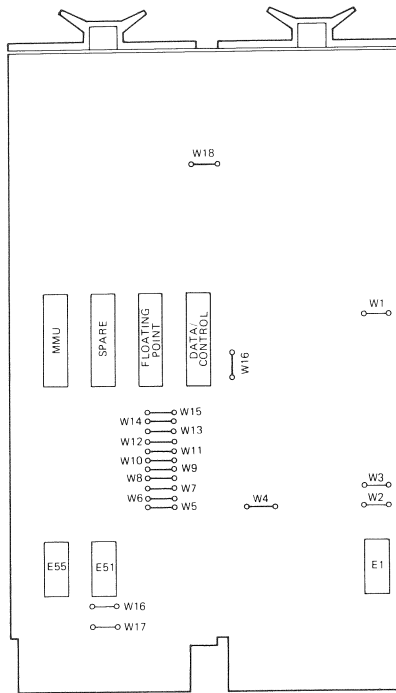 W18
W1
MMU
SPARE
FLOATING
POINT
DATA/
CONTROL
W16
W15
W14
W13
W12
W11
W10
W9
W8
W7
W6
W5
W4
W3
W2
E55
E51
E1
W16
W17